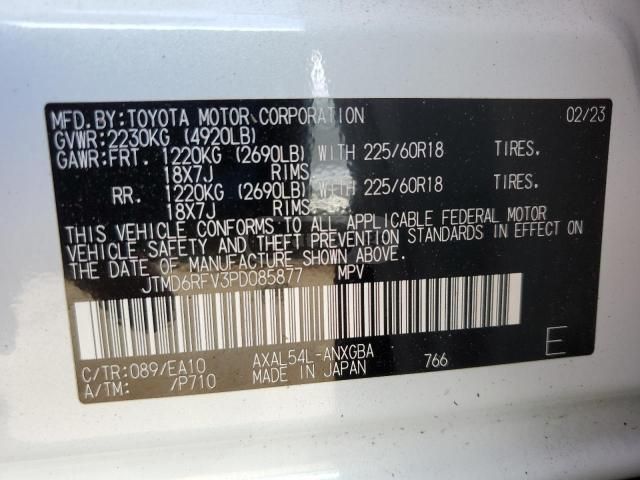 MFD.BY:TOYOTA MOTOR CORPORATION 02/23
GVWR:2230KG (4920LB)
GAWR:FRT. 1220KG (2690LB) WITH 225/60R18 TIRES.
18X7J RIMS
RR. 1220KG (2690LB) WITH 225/60R18 TIRES.
18X7J RIMS
THIS VEHICLE CONFORMS TO ALL APPLICABLE FEDERAL MOTOR
VEHICLE SAFETY AND THEFT PREVENTION STANDARDS IN EFFECT ON
THE DATE OF MANUFACTURE SHOWN ABOVE.
JTMD6RFV3PD085877 MPV
C/TR:089/EA10 AXAL54L-ANXGBA 766 E
A/TM: /P710 MADE IN JAPAN